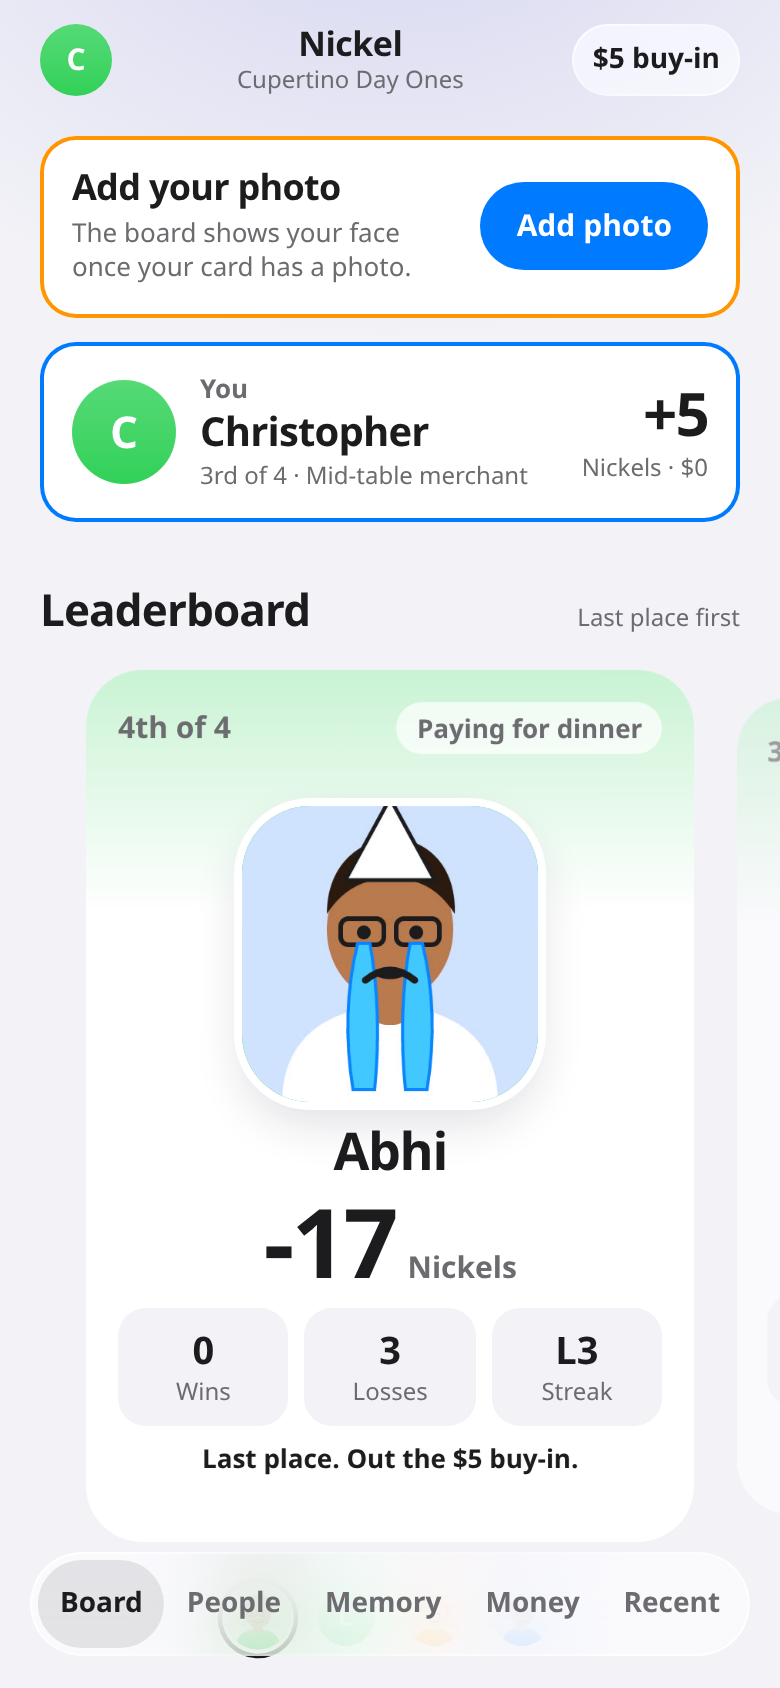 C
Nickel
Cupertino Day Ones
$5 buy-in
Add your photo
The board shows your face
once your card has a photo.
Add photo
C
You
Christopher
3rd of 4 · Mid-table merchant
+5
Nickels · $0
Leaderboard
Last place first
4th of 4
Paying for dinner
3
Abhi
-17 Nickels
0
Wins
3
Losses
L3
Streak
Last place. Out the $5 buy-in.
Board
People
Memory
Money
Recent